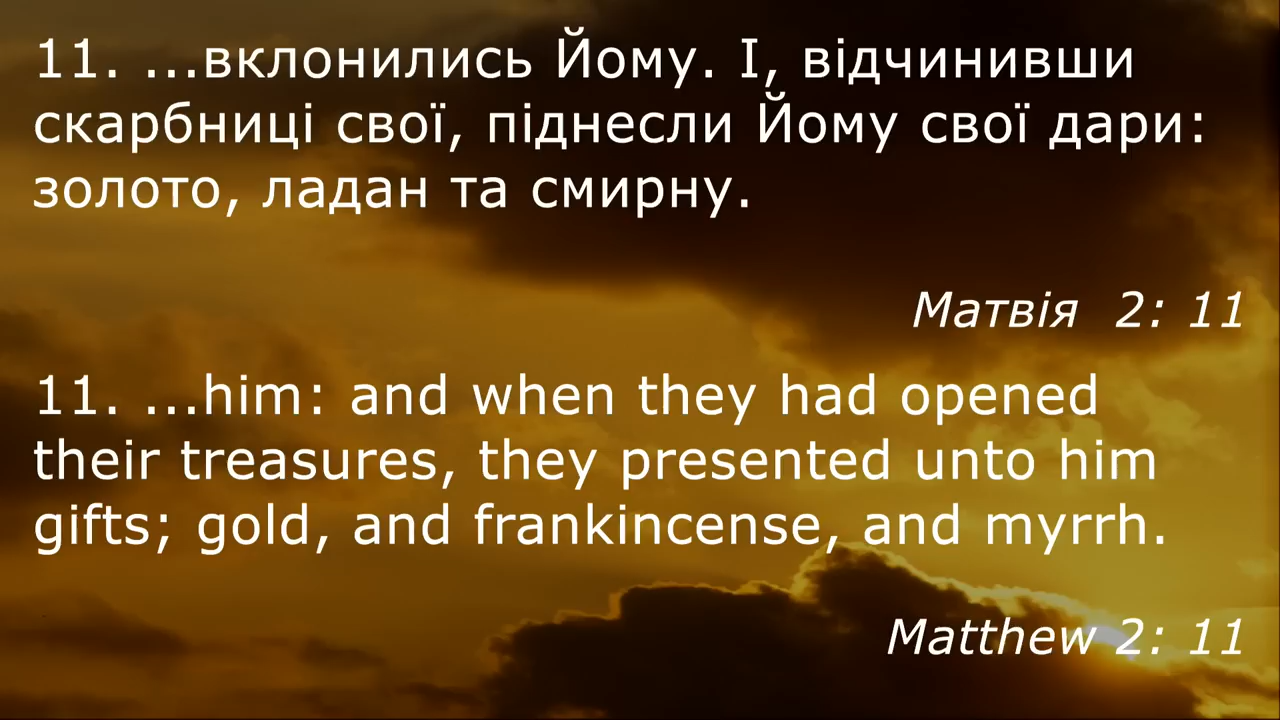 11. ...вклонились Йому. І, відчинивши
скарбниці свої, піднесли Йому свої дари:
золото, ладан та смирну.
Матвія 2: 11
11. ...him: and when they had opened
their treasures, they presented unto him
gifts; gold, and frankincense, and myrrh.
Matthew 2: 11